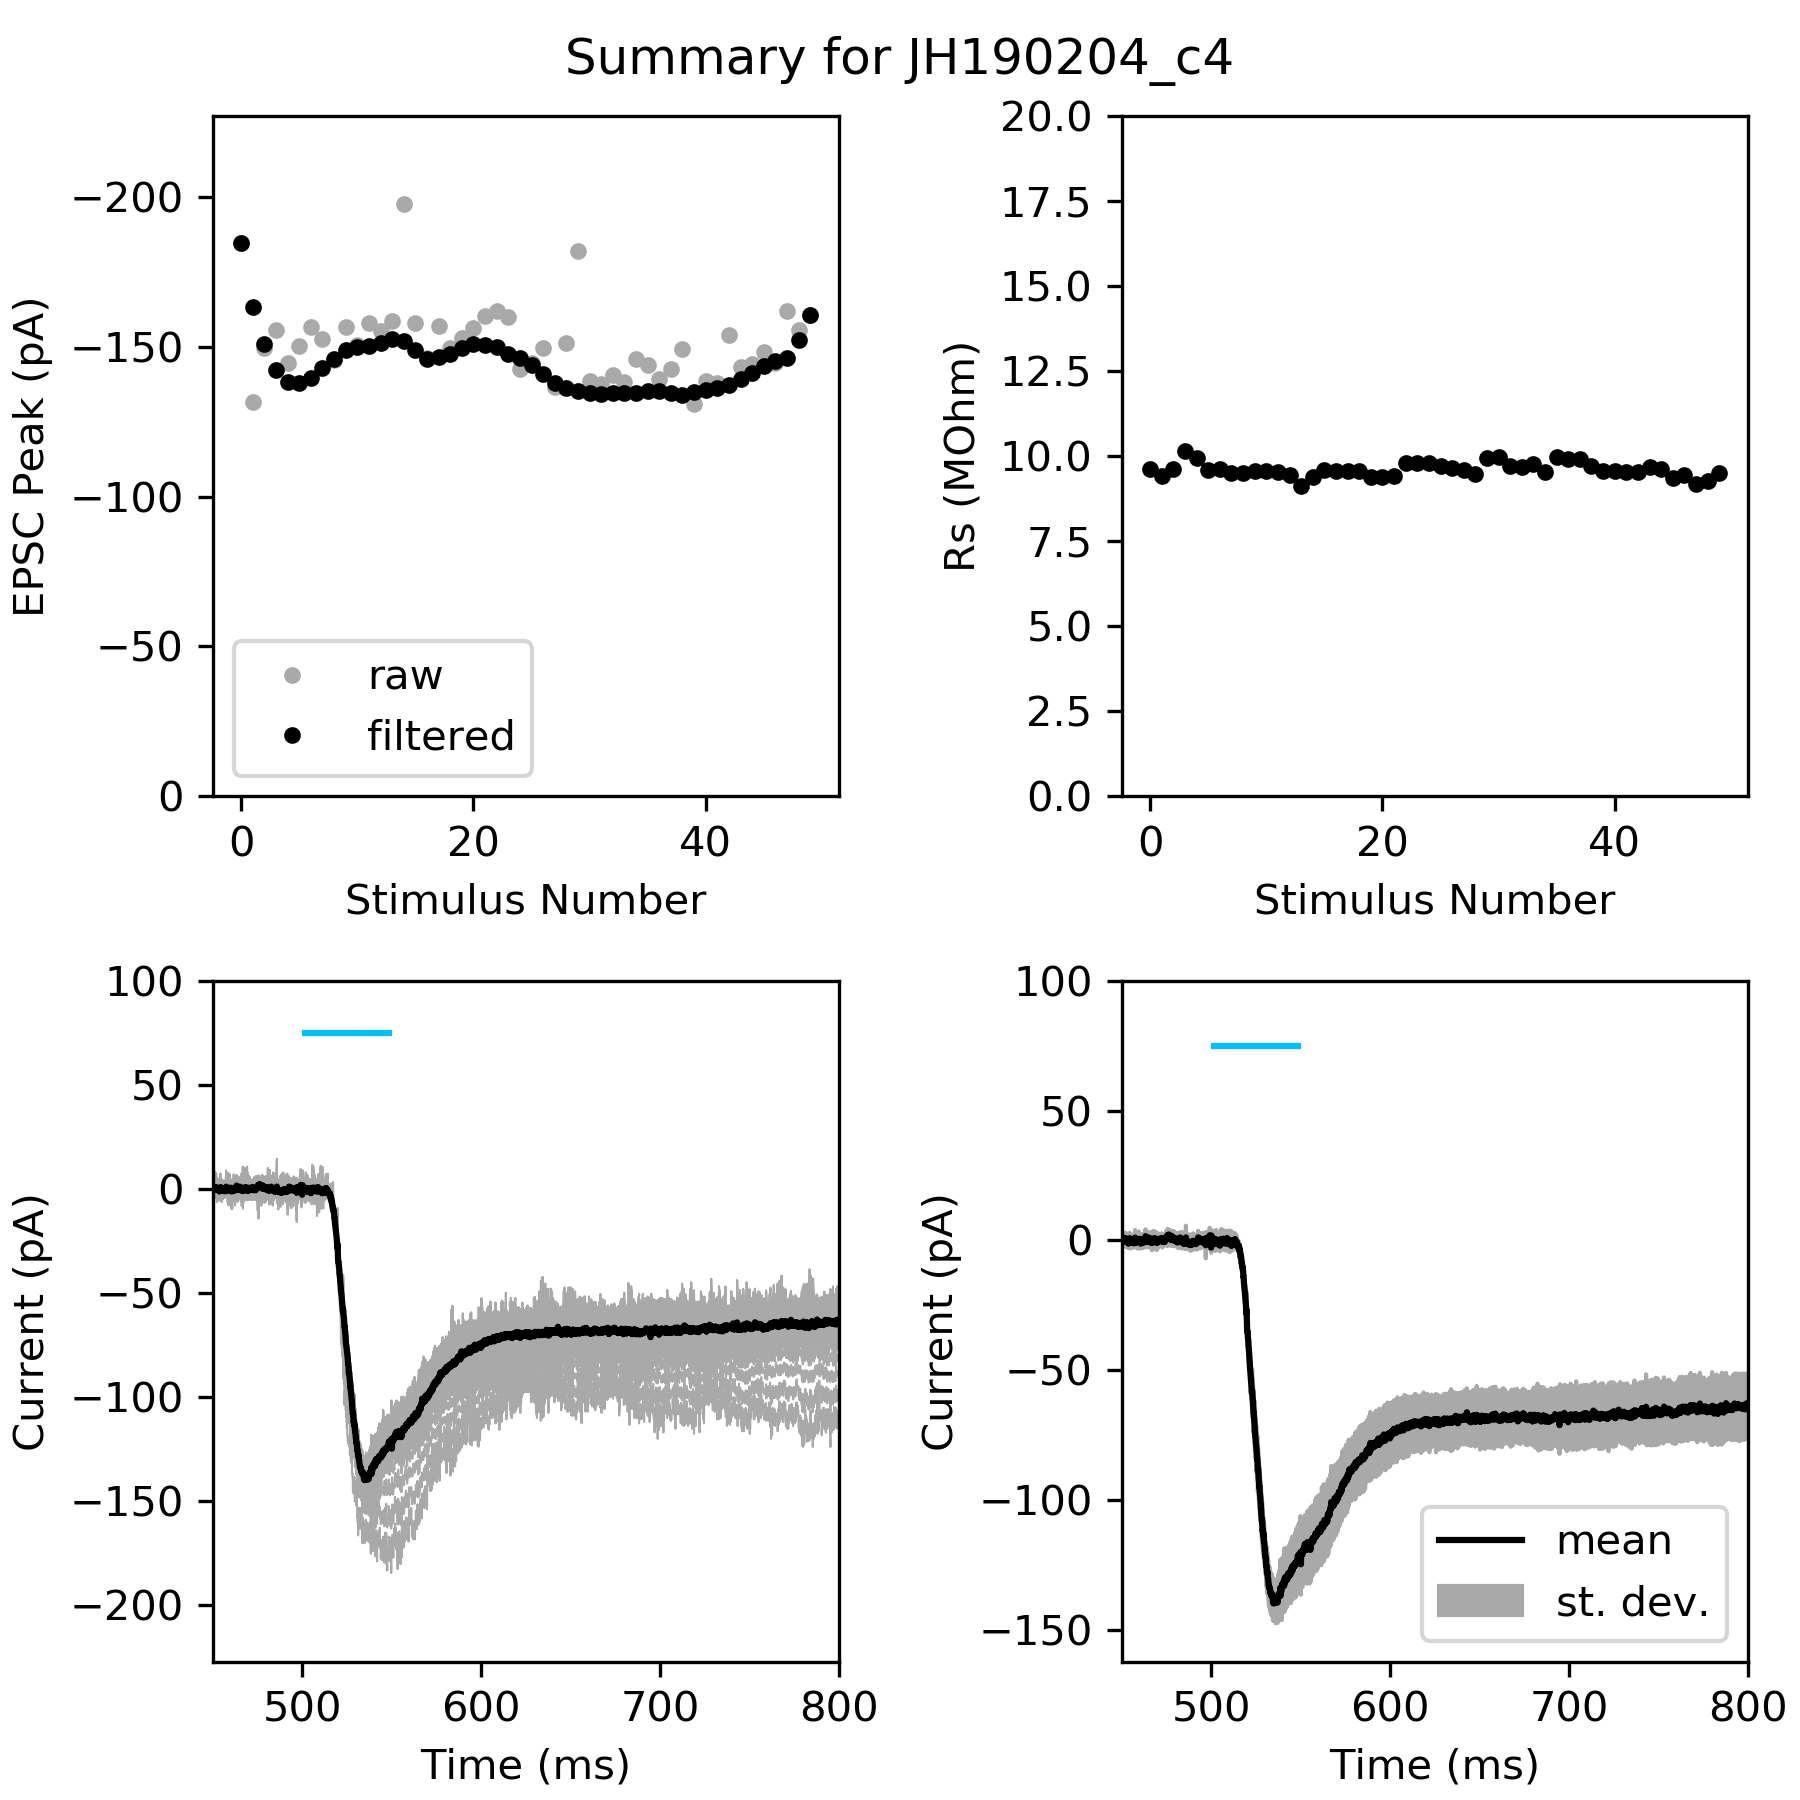 Summary for JH190204_c4
−200
−150
−100
−50
0
EPSC Peak (pA)
raw
filtered
0 20 40
Stimulus Number
20.0
17.5
15.0
12.5
10.0
7.5
5.0
2.5
0.0
Rs (MOhm)
0 20 40
Stimulus Number
100
50
0
−50
−100
−150
−200
Current (pA)
500 600 700 800
Time (ms)
100
50
0
−50
−100
−150
Current (pA)
mean
st. dev.
500 600 700 800
Time (ms)